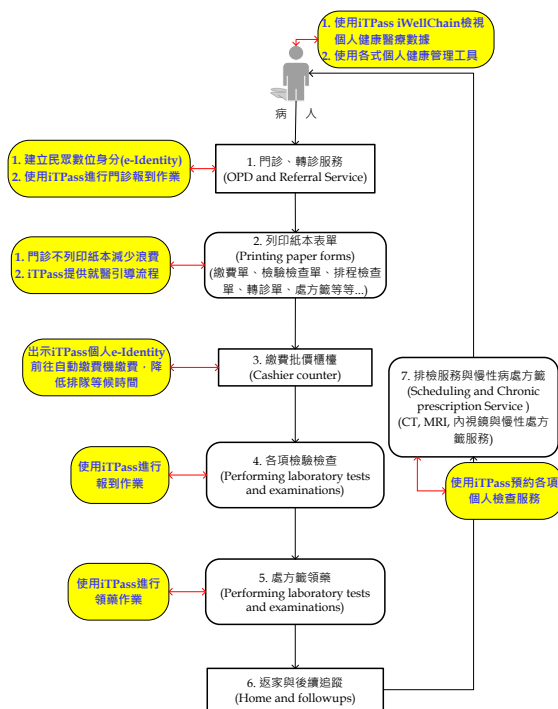 1. 使用iTPass iWellChain檢視
個人健康醫療數據
2. 使用各式個人健康管理工具
病 人
1. 建立民眾數位身分(e-Identity)
2. 使用iTPass進行門診報到作業
1. 門診、轉診服務
(OPD and Referral Service)
1. 門診不列印紙本減少浪費
2. iTPass提供就醫引導流程
2. 列印紙本表單
(Printing paper forms)
(繳費單、檢驗檢查單、排程檢查
單、轉診單、處方籤等等...)
出示iTPass個人e-Identity
前往自動繳費機繳費，降
低排隊等候時間
3. 繳費批價櫃檯
(Cashier counter)
7. 排檢服務與慢性病處方籤
(Scheduling and Chronic
prescription Service )
(CT, MRI, 內視鏡與慢性處方
籤服務)
使用iTPass進行
報到作業
4. 各項檢驗檢查
(Performing laboratory tests
and examinations)
使用iTPass預約各項
個人檢查服務
使用iTPass進行
領藥作業
5. 處方籤領藥
(Performing laboratory tests
and examinations)
6. 返家與後續追蹤
(Home and followups)